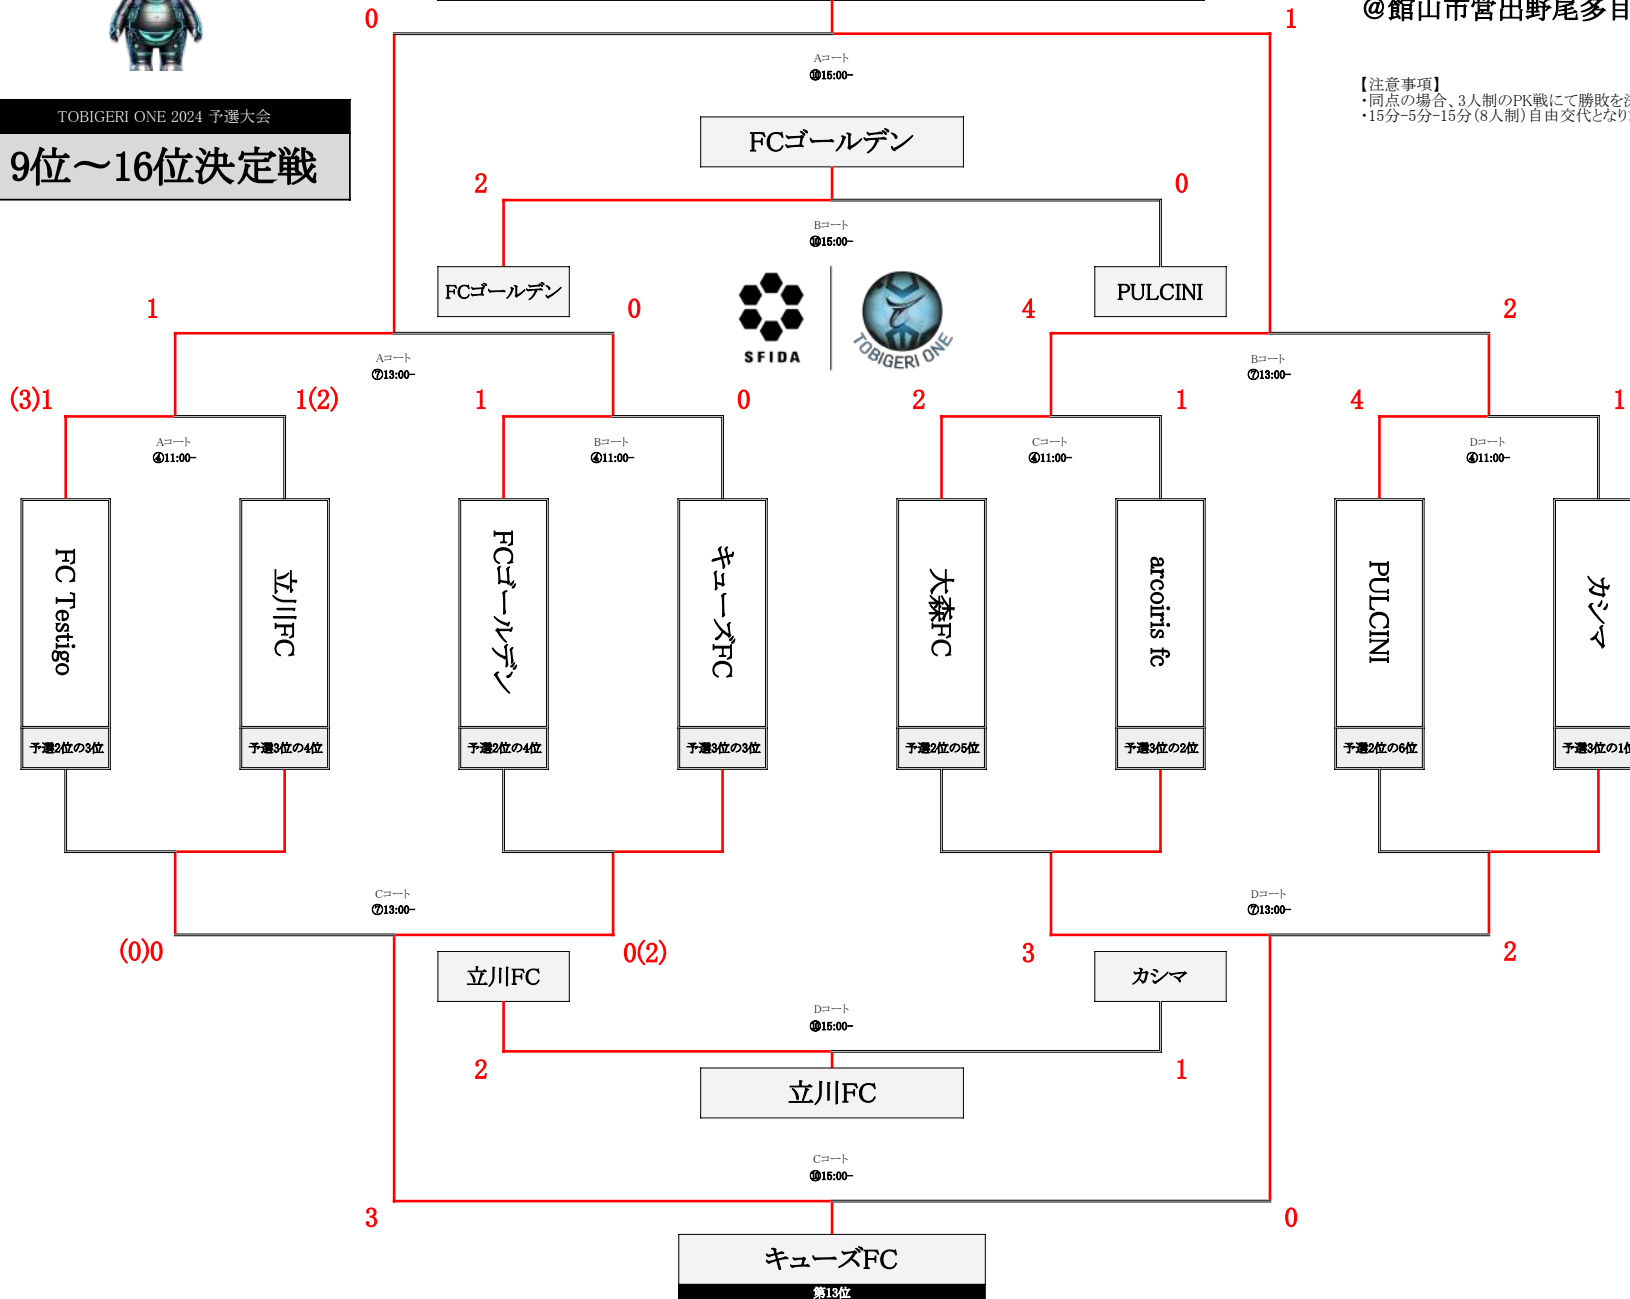 0
1
@館山市営出野尾多目
Aコート
⑩15:00-
【注意事項】
・同点の場合、3人制のPK戦にて勝敗を決
・15分-5分-15分(8人制)自由交代となり
TOBIGERI ONE 2024 予選大会
9位～16位決定戦
FCゴールデン
2
0
Bコート
⑩15:00-
FCゴールデン
PULCINI
SFIDA
TOBIGERI ONE
1
0
4
2
Aコート
⑦13:00-
Bコート
⑦13:00-
(3)1
1(2)
1
0
2
1
4
1
Aコート
④11:00-
Bコート
④11:00-
Cコート
④11:00-
Dコート
④11:00-
FC Testigo
立川FC
FCゴールデン
キューズFC
大森FC
arcoiris fc
PULCINI
カシマ
予選2位の3位
予選3位の4位
予選2位の4位
予選3位の3位
予選2位の5位
予選3位の2位
予選2位の6位
予選3位の1位
Cコート
⑦13:00-
Dコート
⑦13:00-
(0)0
0(2)
3
2
立川FC
カシマ
Dコート
⑩15:00-
2
1
立川FC
Cコート
⑩15:00-
3
0
キューズFC
第13位